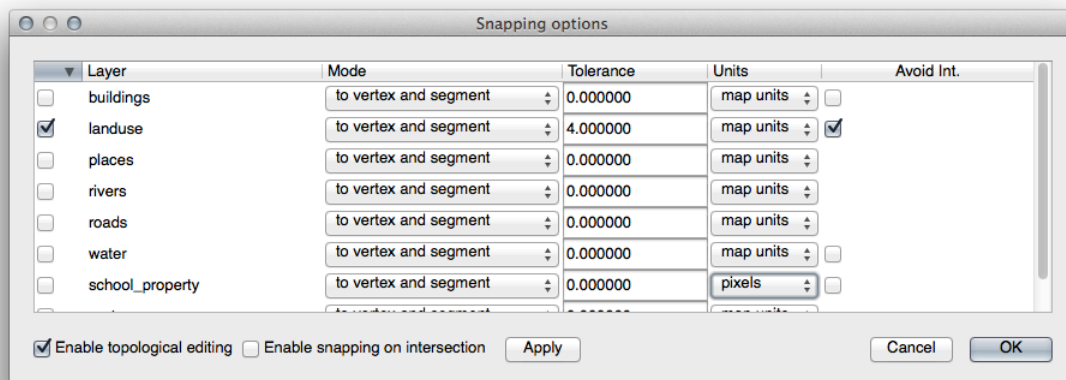 Snapping options
Layer Mode Tolerance Units Avoid Int.
buildings to vertex and segment 0.000000 map units
landuse to vertex and segment 4.000000 map units
places to vertex and segment 0.000000 map units
rivers to vertex and segment 0.000000 map units
roads to vertex and segment 0.000000 map units
water to vertex and segment 0.000000 map units
school_property to vertex and segment 0.000000 pixels
Enable topological editing Enable snapping on intersection Apply Cancel OK